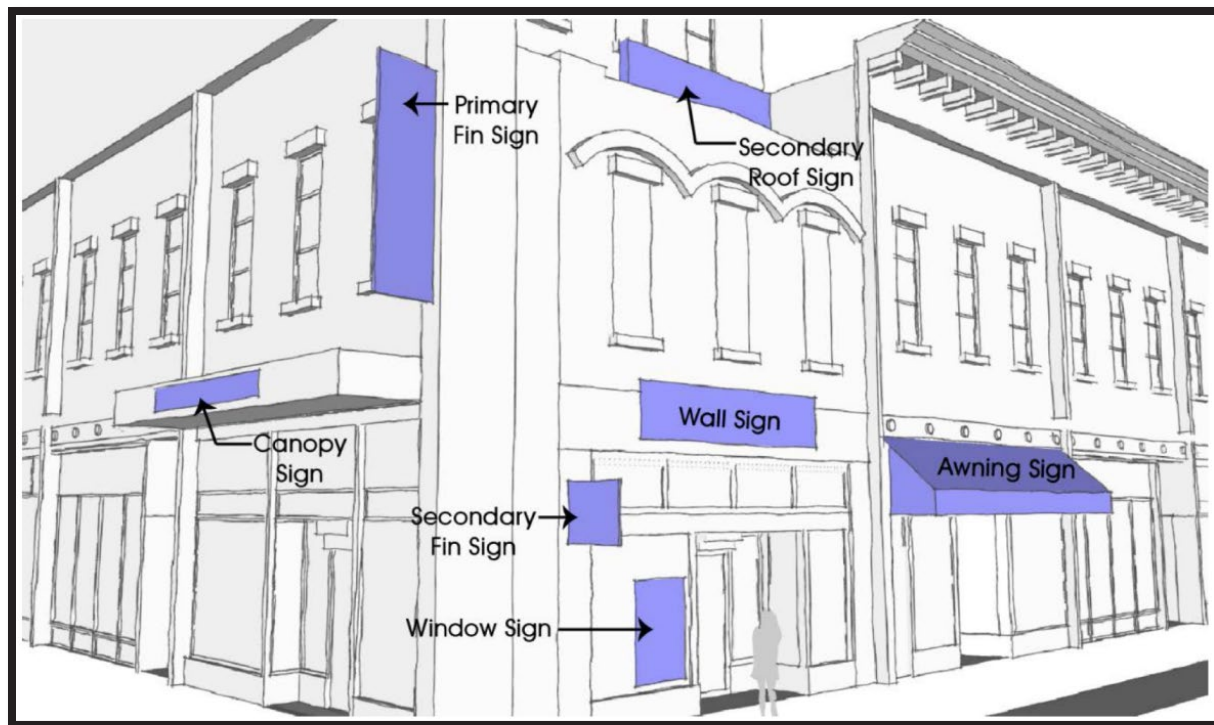 Primary
Fin Sign
Secondary
Roof Sign
Wall Sign
Canopy
Sign
Awning Sign
Secondary
Fin Sign
Window Sign